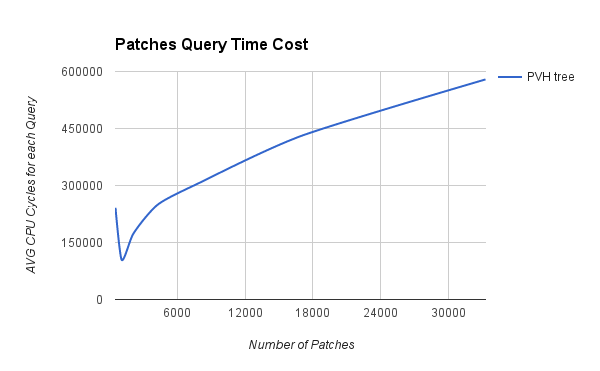 Patches Query Time Cost
600000
450000
300000
150000
0
AVG CPU Cycles for each Query
PVH tree
6000 12000 18000 24000 30000
Number of Patches